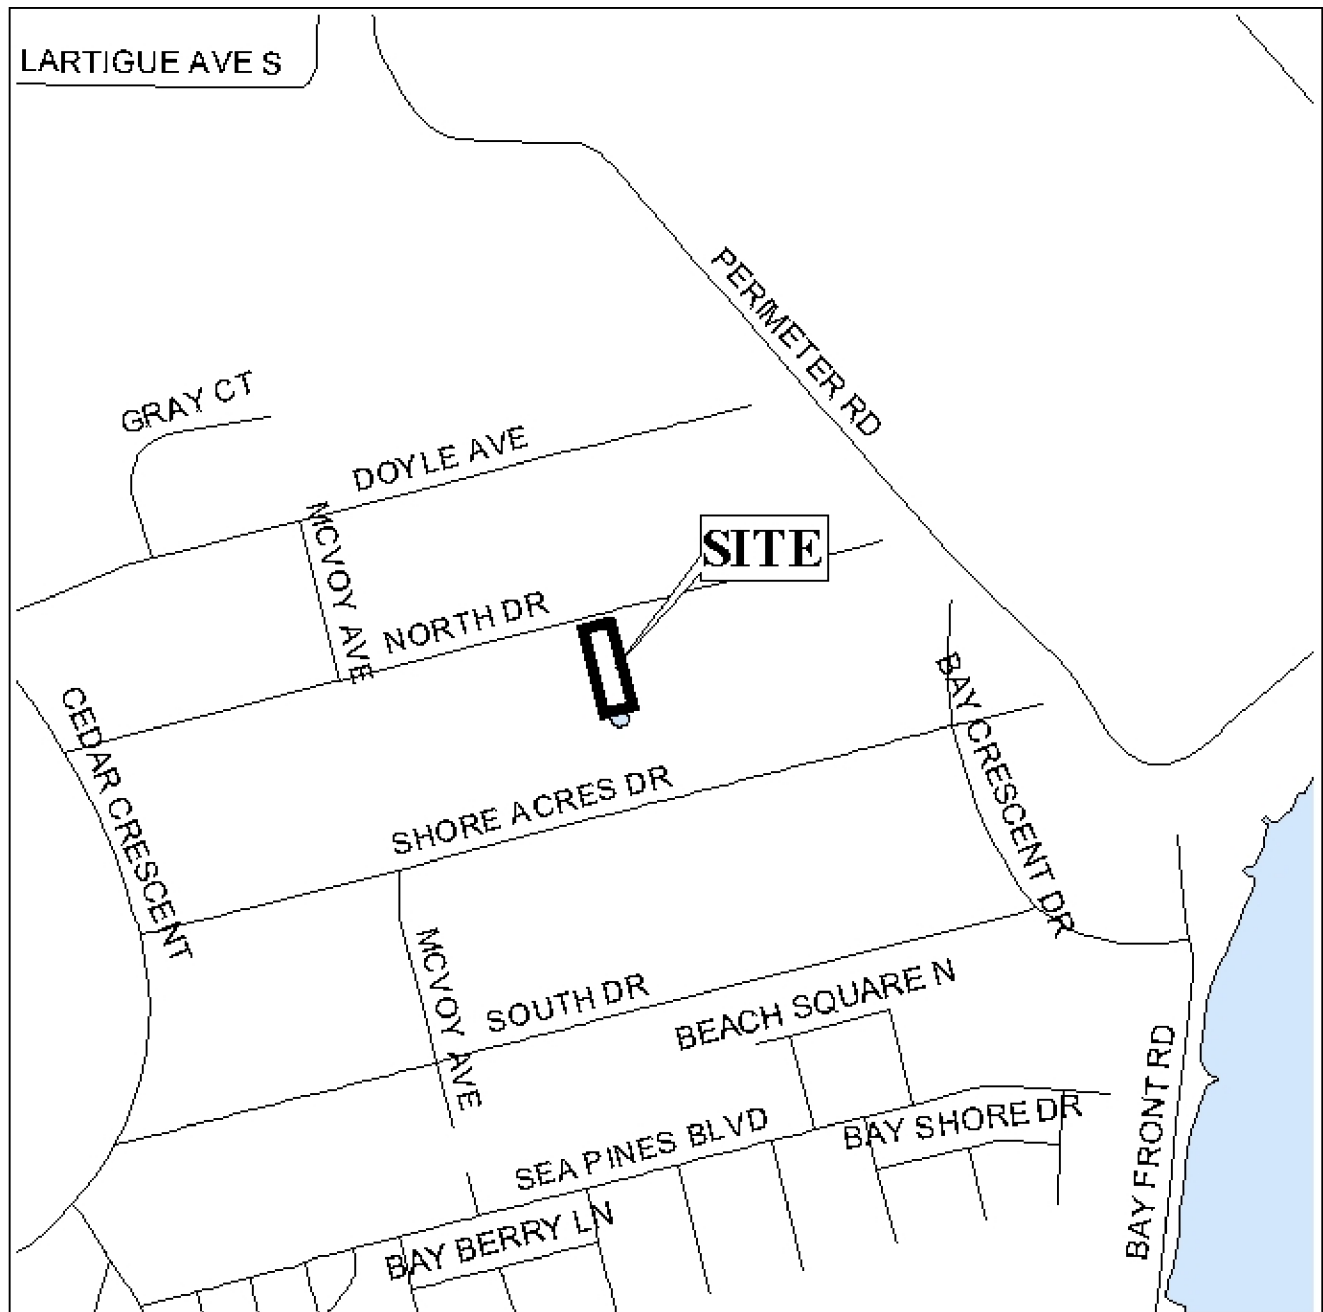 LARTIGUE AVE S
PERIMETER RD
GRAY CT
DOYLE AVE
MCVOY AVE
SITE
NORTH DR
BAY CRESCENT DR
CEDAR CRESCENT
SHORE ACRES DR
MCVOY AVE
SOUTH DR
BEACH SQUARE N
BAY FRONT RD
BAY SHORE DR
SEA PINES BLVD
BAY BERRY LN